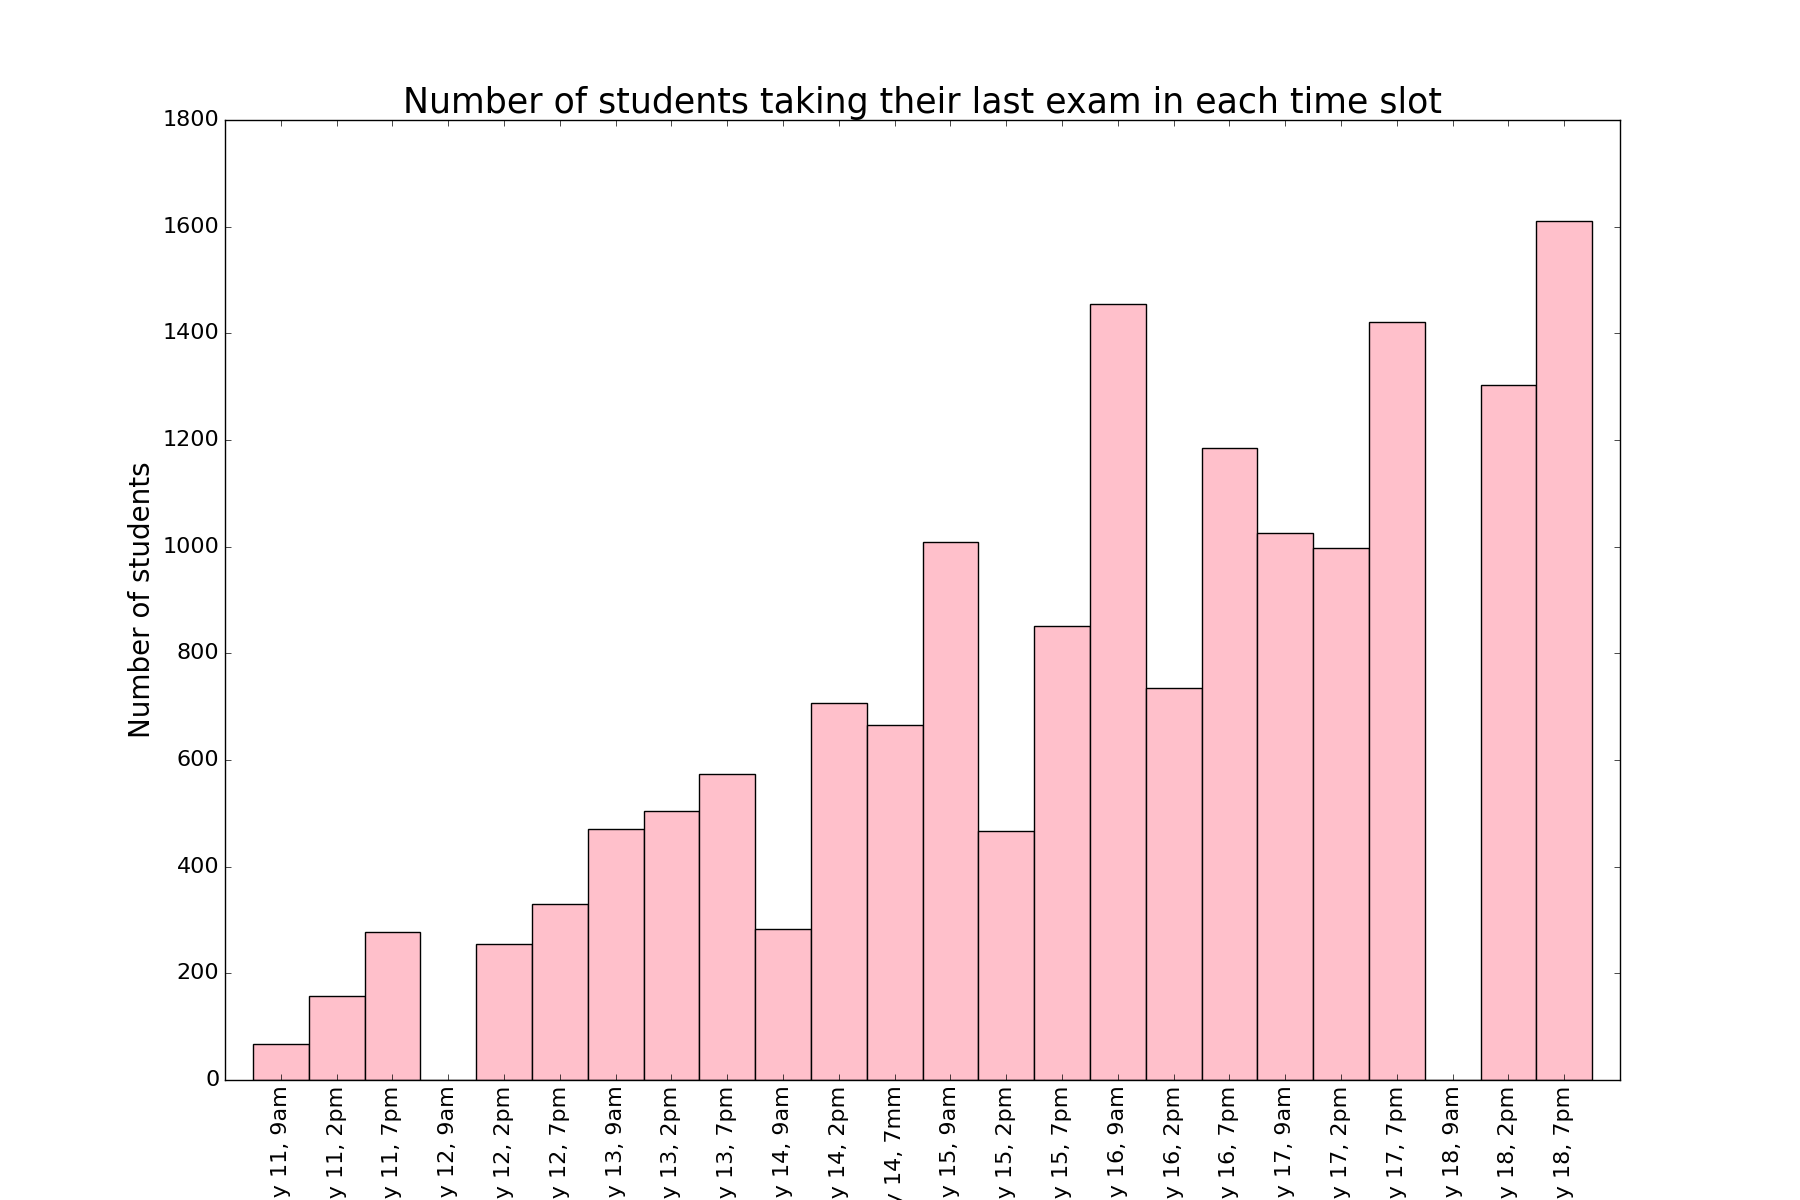 Number of students taking their last exam in each time slot
Number of students
1800
1600
1400
1200
1000
800
600
400
200
0
y 11, 9am
y 11, 2pm
y 11, 7pm
y 12, 9am
y 12, 2pm
y 12, 7pm
y 13, 9am
y 13, 2pm
y 13, 7pm
y 14, 9am
y 14, 2pm
y 14, 7mm
y 15, 9am
y 15, 2pm
y 15, 7pm
y 16, 9am
y 16, 2pm
y 16, 7pm
y 17, 9am
y 17, 2pm
y 17, 7pm
y 18, 9am
y 18, 2pm
y 18, 7pm